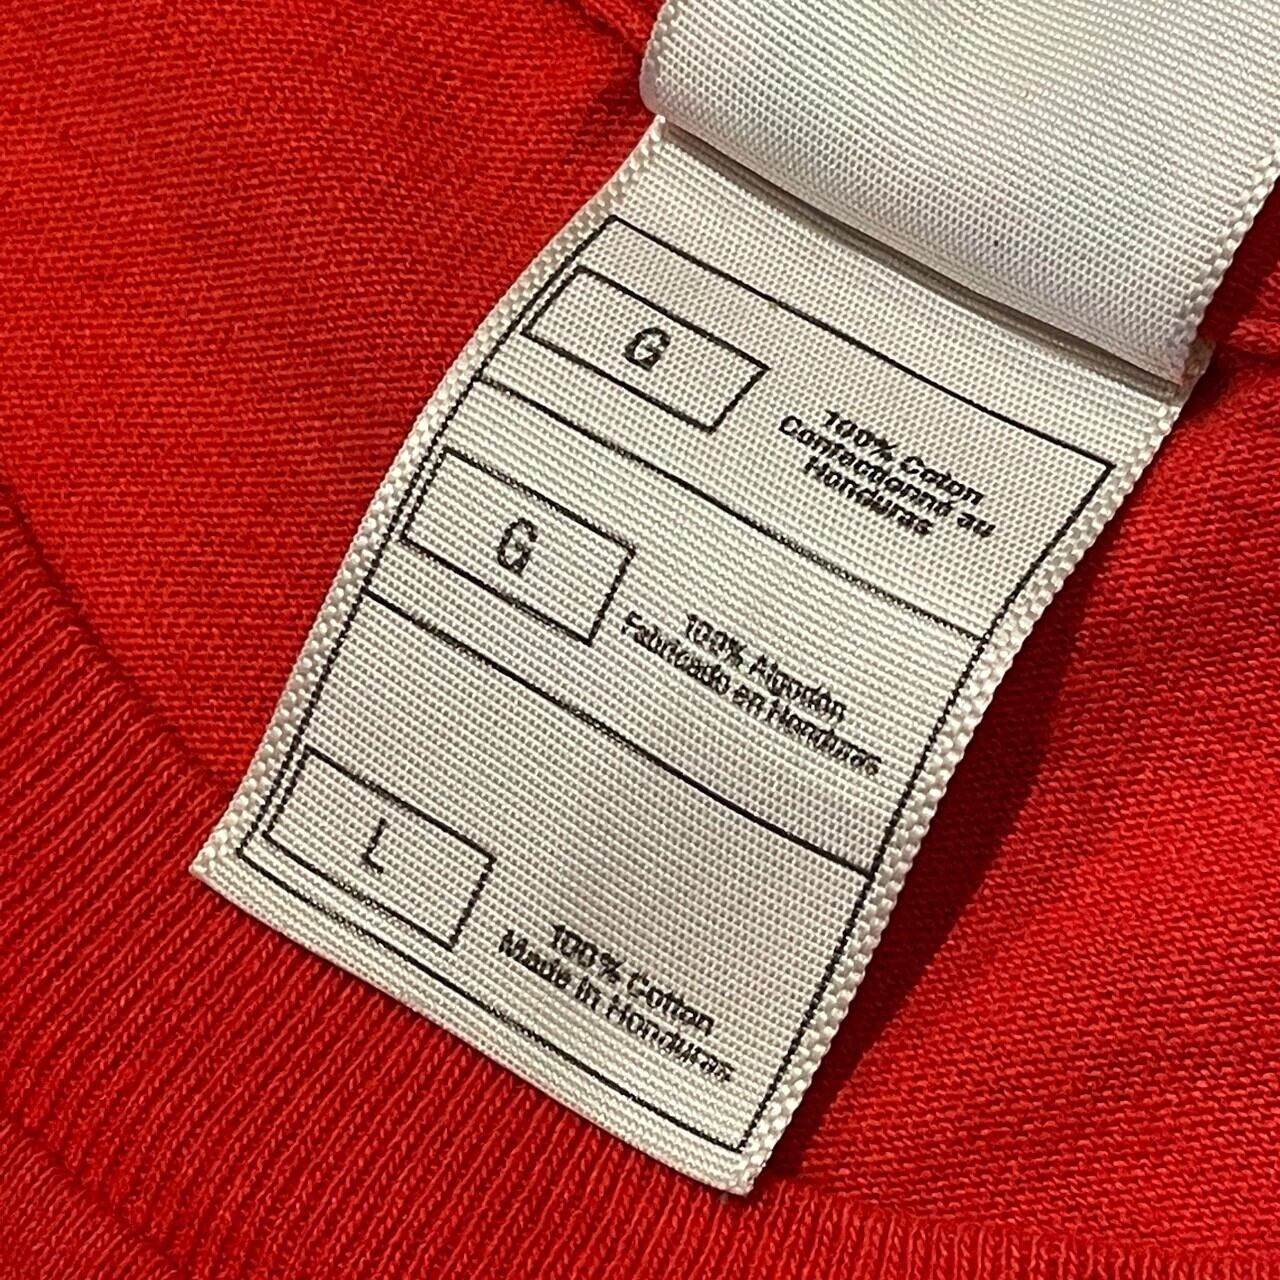 G
100% Coton
Confectionné au
Honduras
G
100% Algodón
Fabricado en Honduras
L
100% Cotton
Made in Honduras